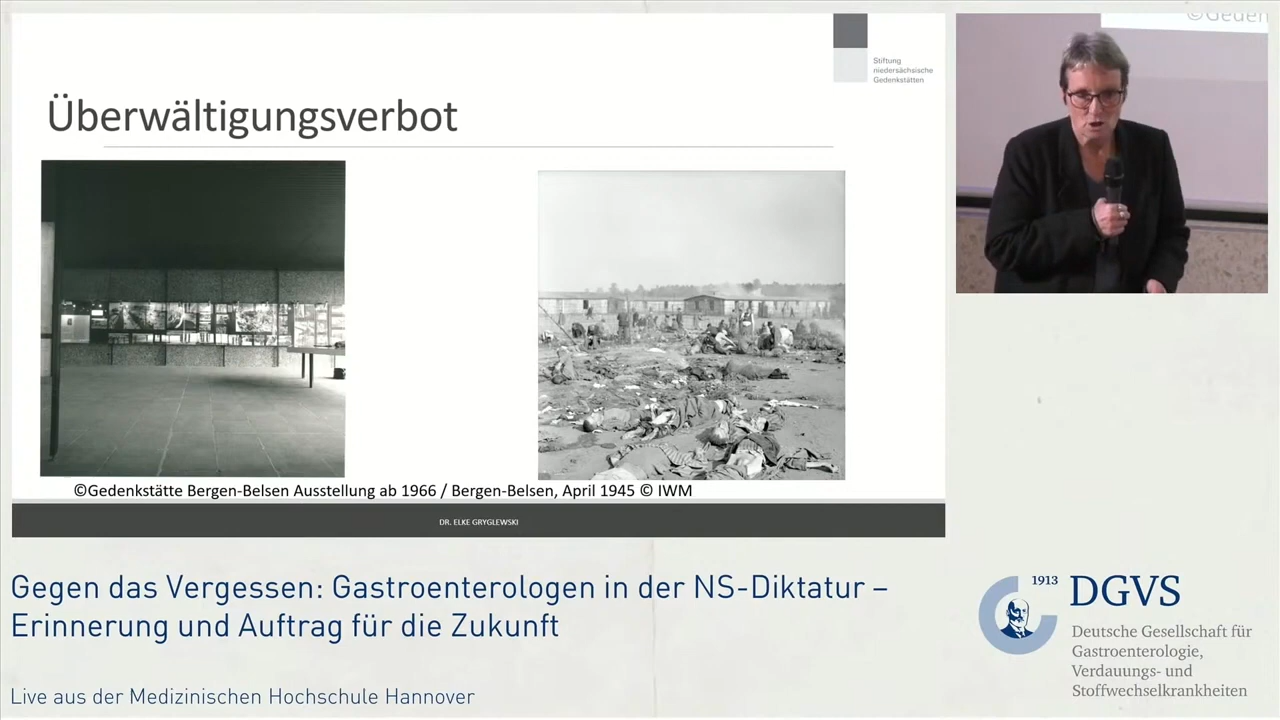 Stiftung
niedersächsische
Gedenkstätten
Überwältigungsverbot
©Gedenkstätte Bergen-Belsen Ausstellung ab 1966 / Bergen-Belsen, April 1945 © IWM
DR. ELKE GRYGLEWSKI
©Geden
Gegen das Vergessen: Gastroenterologen in der NS-Diktatur –
Erinnerung und Auftrag für die Zukunft
Live aus der Medizinischen Hochschule Hannover
1913 DGVS
Deutsche Gesellschaft für
Gastroenterologie,
Verdauungs- und
Stoffwechselkrankheiten